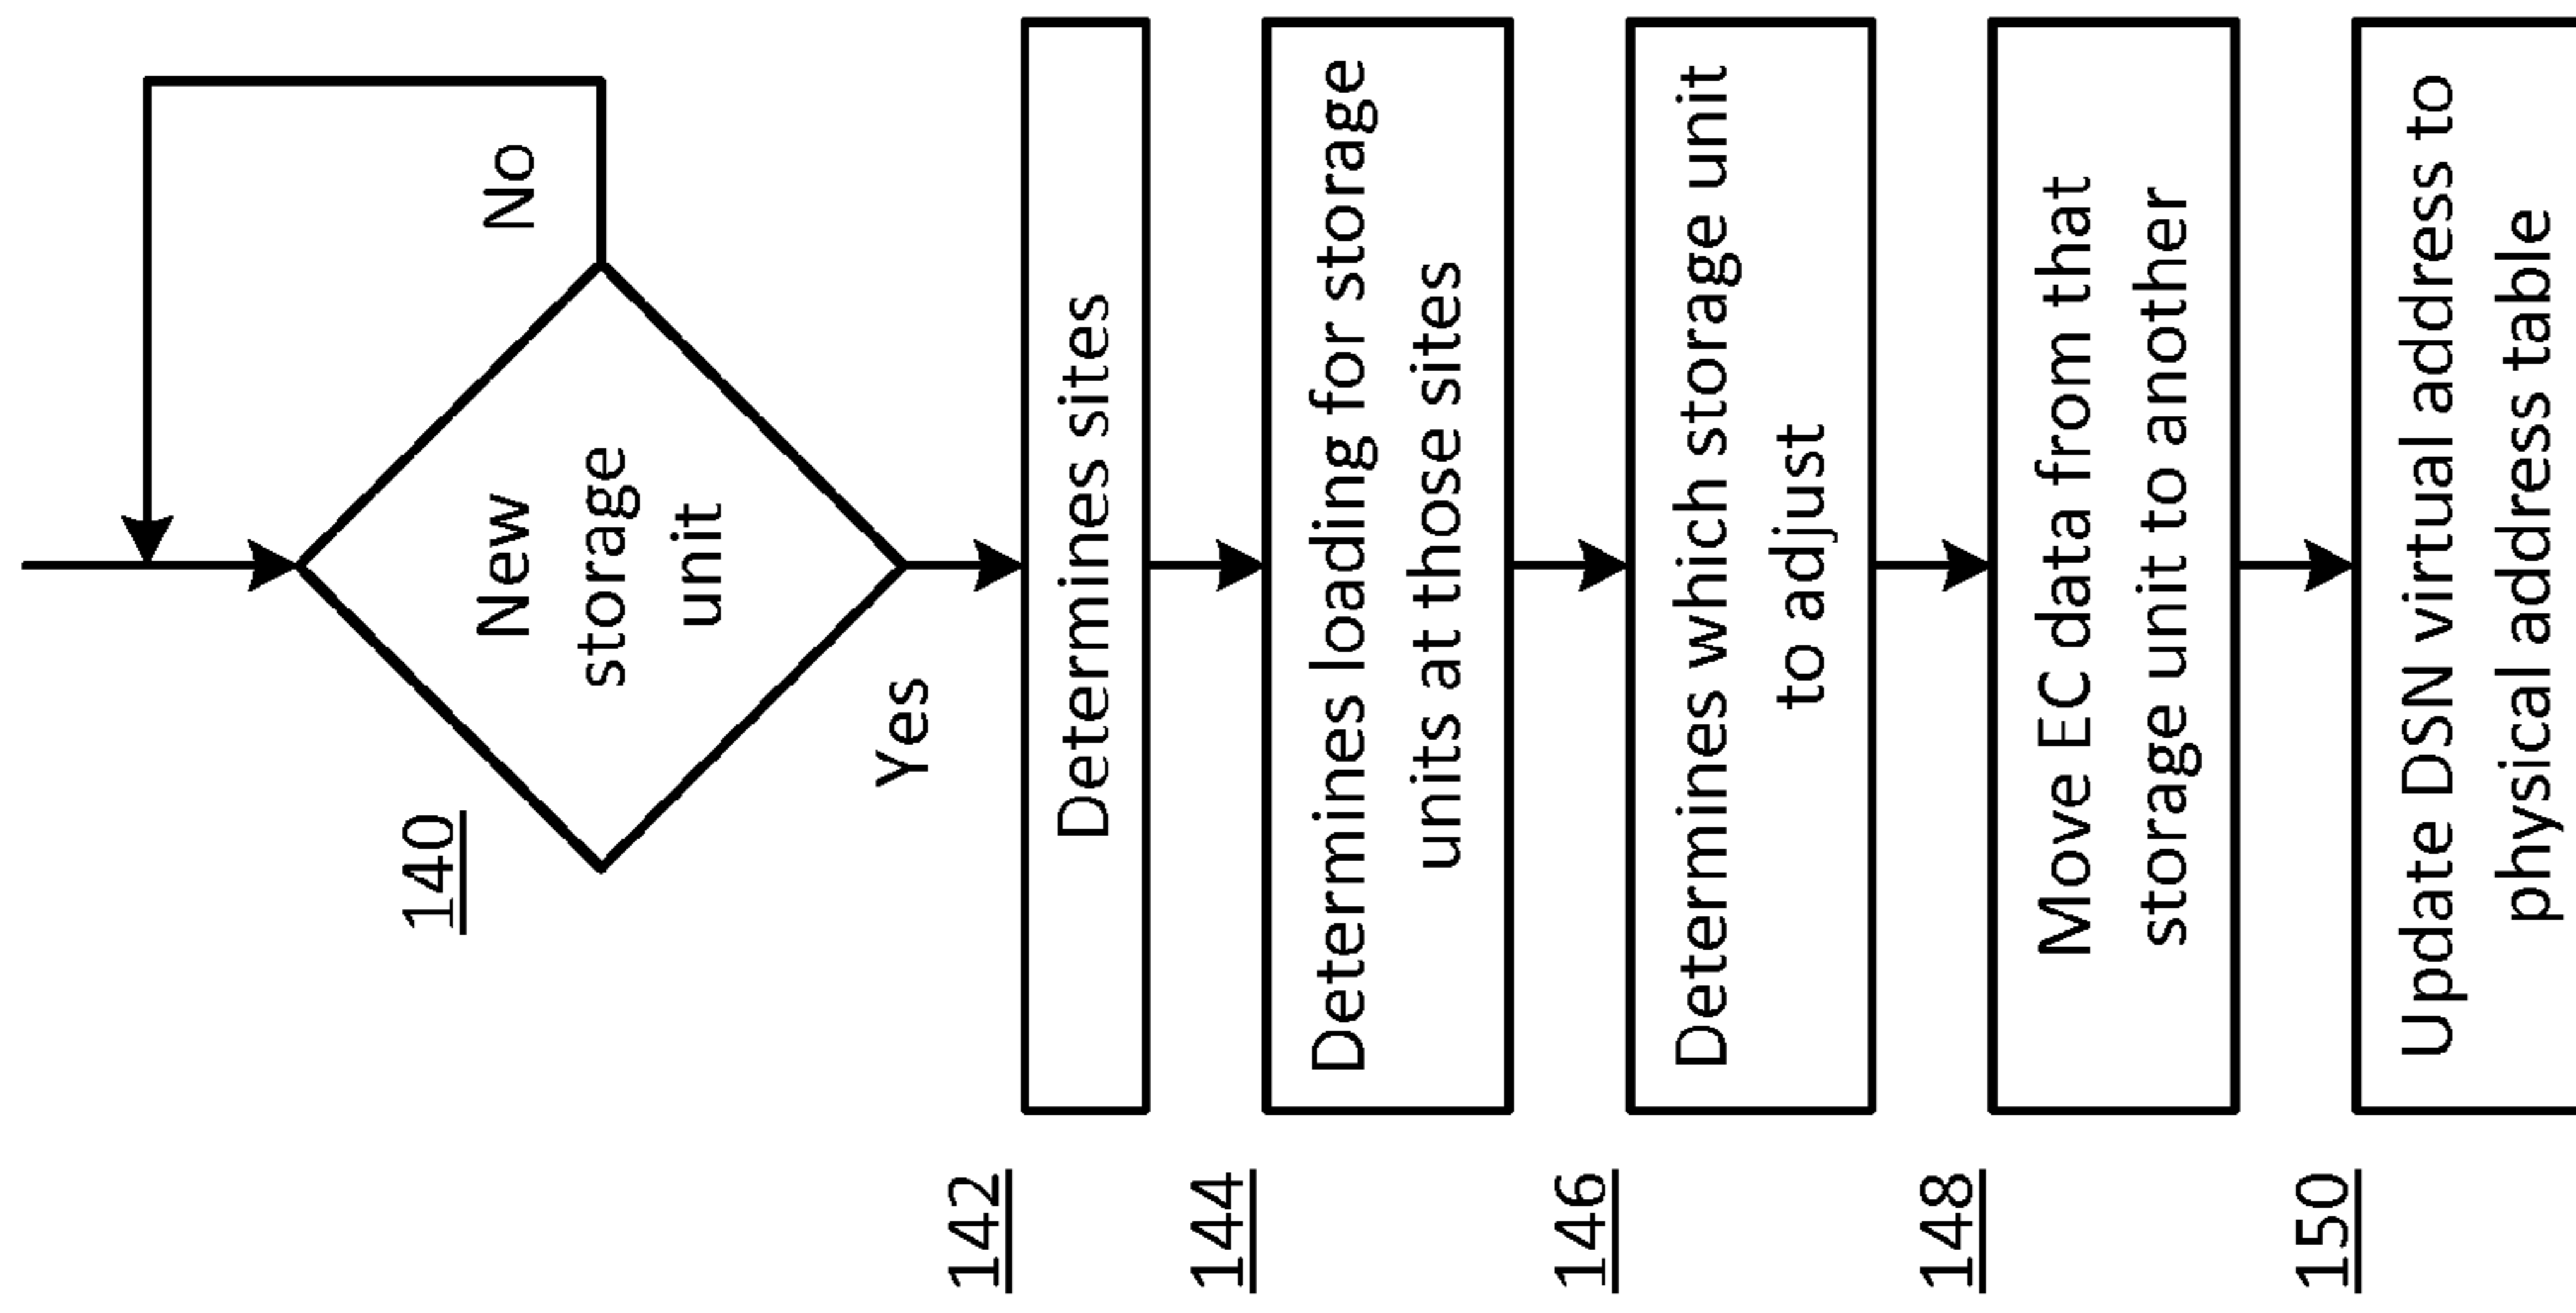 140
New
storage
unit
No
Yes
142
Determines sites
144
Determines loading for storage
units at those sites
146
Determines which storage unit
to adjust
148
Move EC data from that
storage unit to another
150
Update DSN virtual address to
physical address table